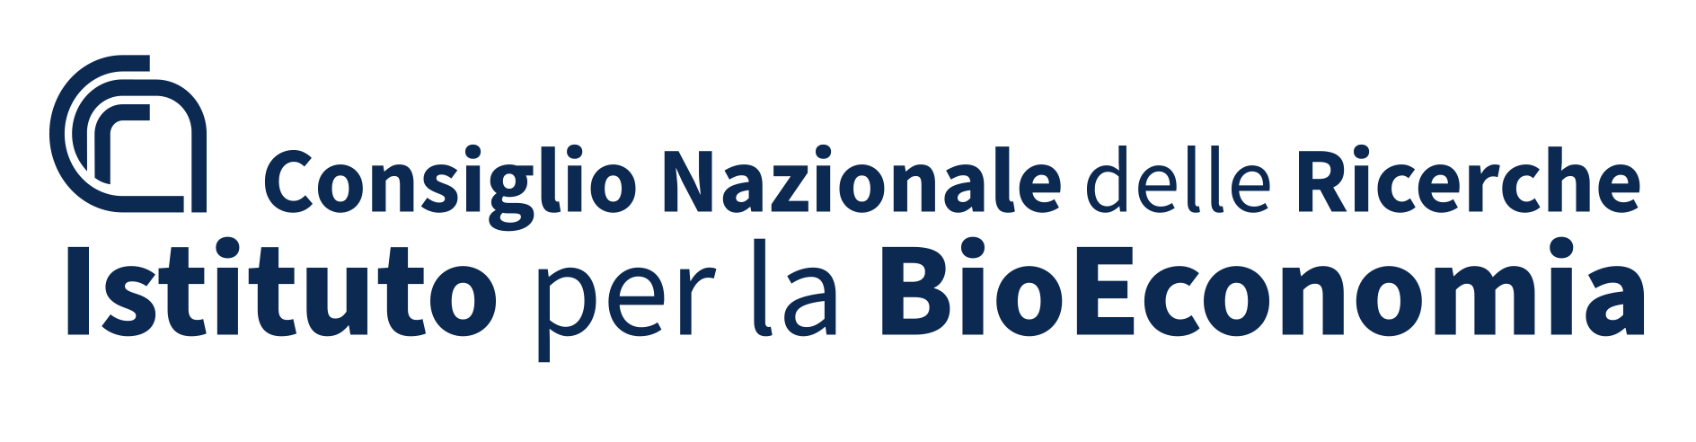 Consiglio Nazionale delle Ricerche
Istituto per la BioEconomia